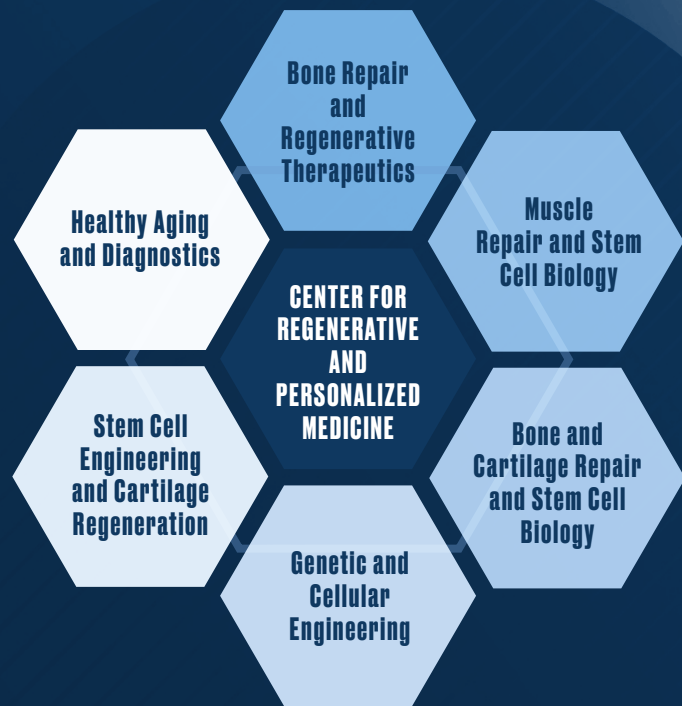 Bone Repair
and
Regenerative
Therapeutics
Muscle
Repair and Stem
Cell Biology
Healthy Aging
and Diagnostics
CENTER FOR
REGENERATIVE
AND
PERSONALIZED
MEDICINE
Stem Cell
Engineering
and Cartilage
Regeneration
Bone and
Cartilage Repair
and Stem Cell
Biology
Genetic and
Cellular
Engineering